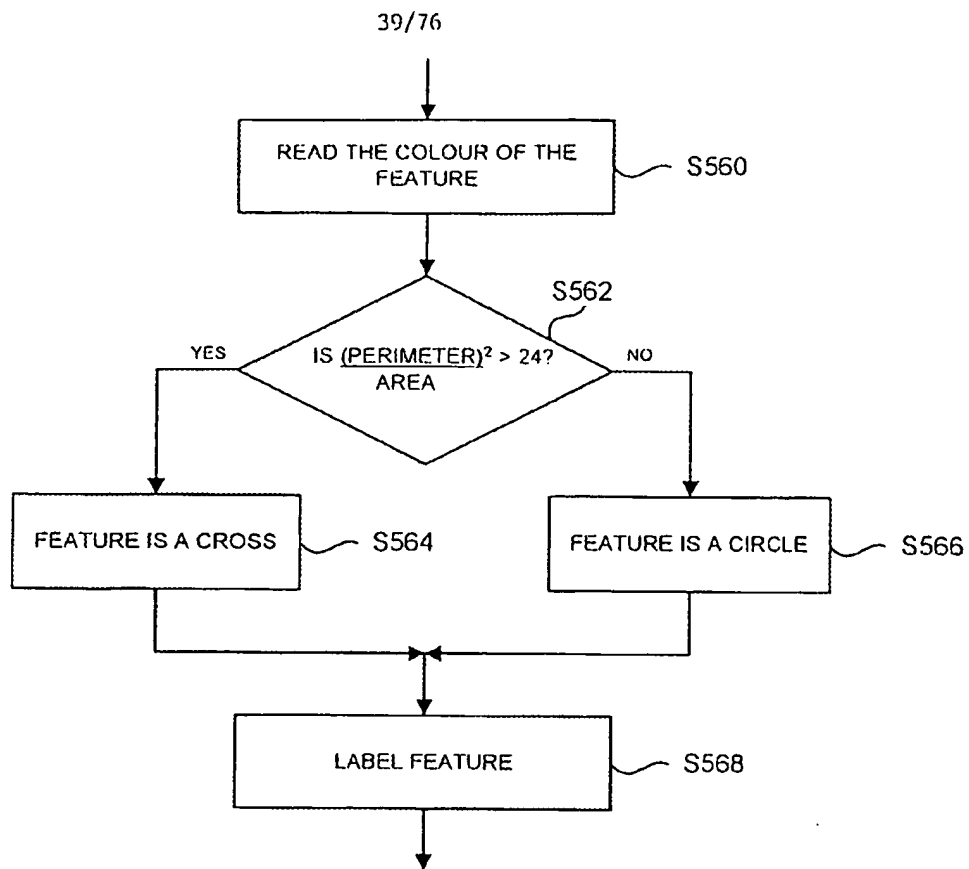 39/76
READ THE COLOUR OF THE
FEATURE
S560
S562
YES
IS (PERIMETER)² > 24?
AREA
NO
FEATURE IS A CROSS
S564
FEATURE IS A CIRCLE
S566
LABEL FEATURE
S568